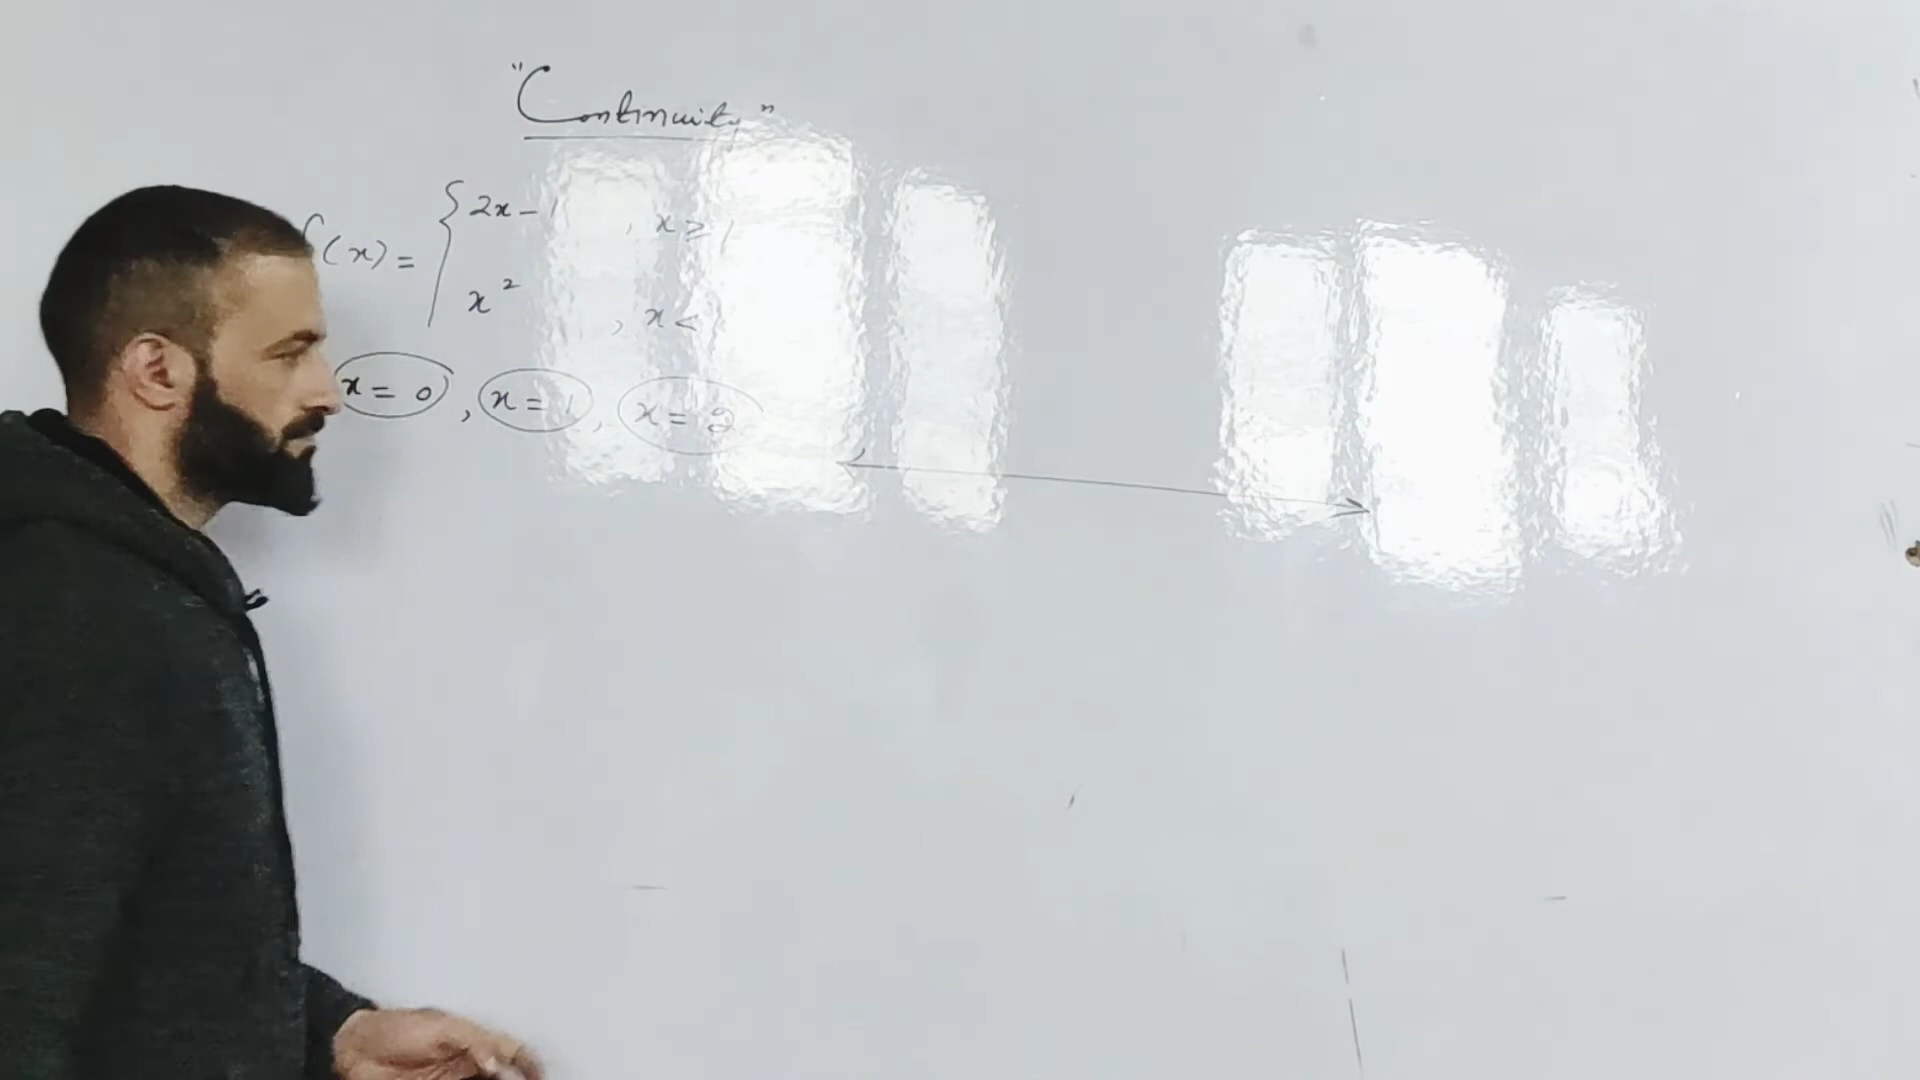 "Continuity"
f(x) = { 2x-1 , x ≥ 1
x² , x <
x = 0 , x = 1 , x = 2